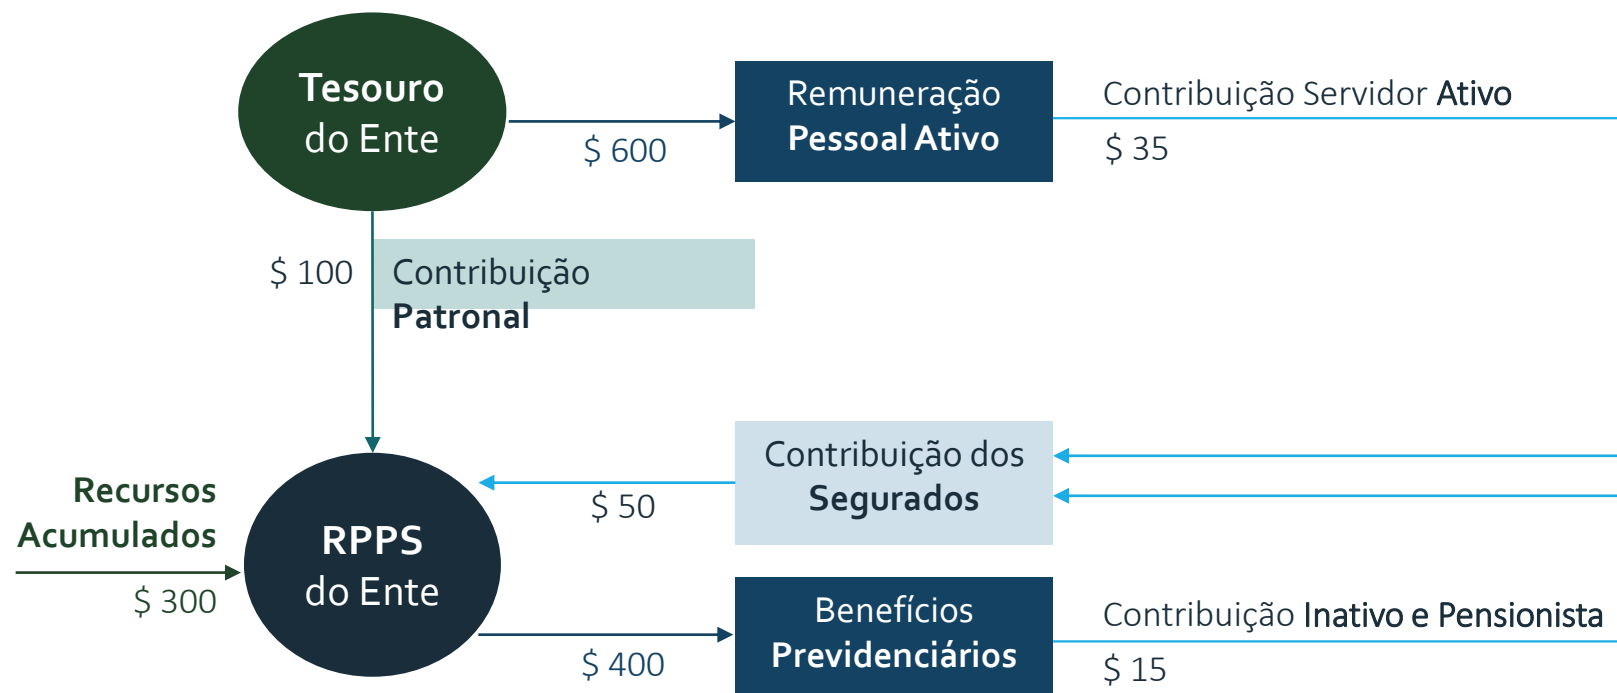 Tesouro
do Ente
$ 600
Remuneração
Pessoal Ativo
Contribuição Servidor Ativo
$ 35
$ 100
Contribuição
Patronal
Recursos
Acumulados
$ 300
RPPS
do Ente
$ 50
Contribuição dos
Segurados
$ 400
Benefícios
Previdenciários
Contribuição Inativo e Pensionista
$ 15